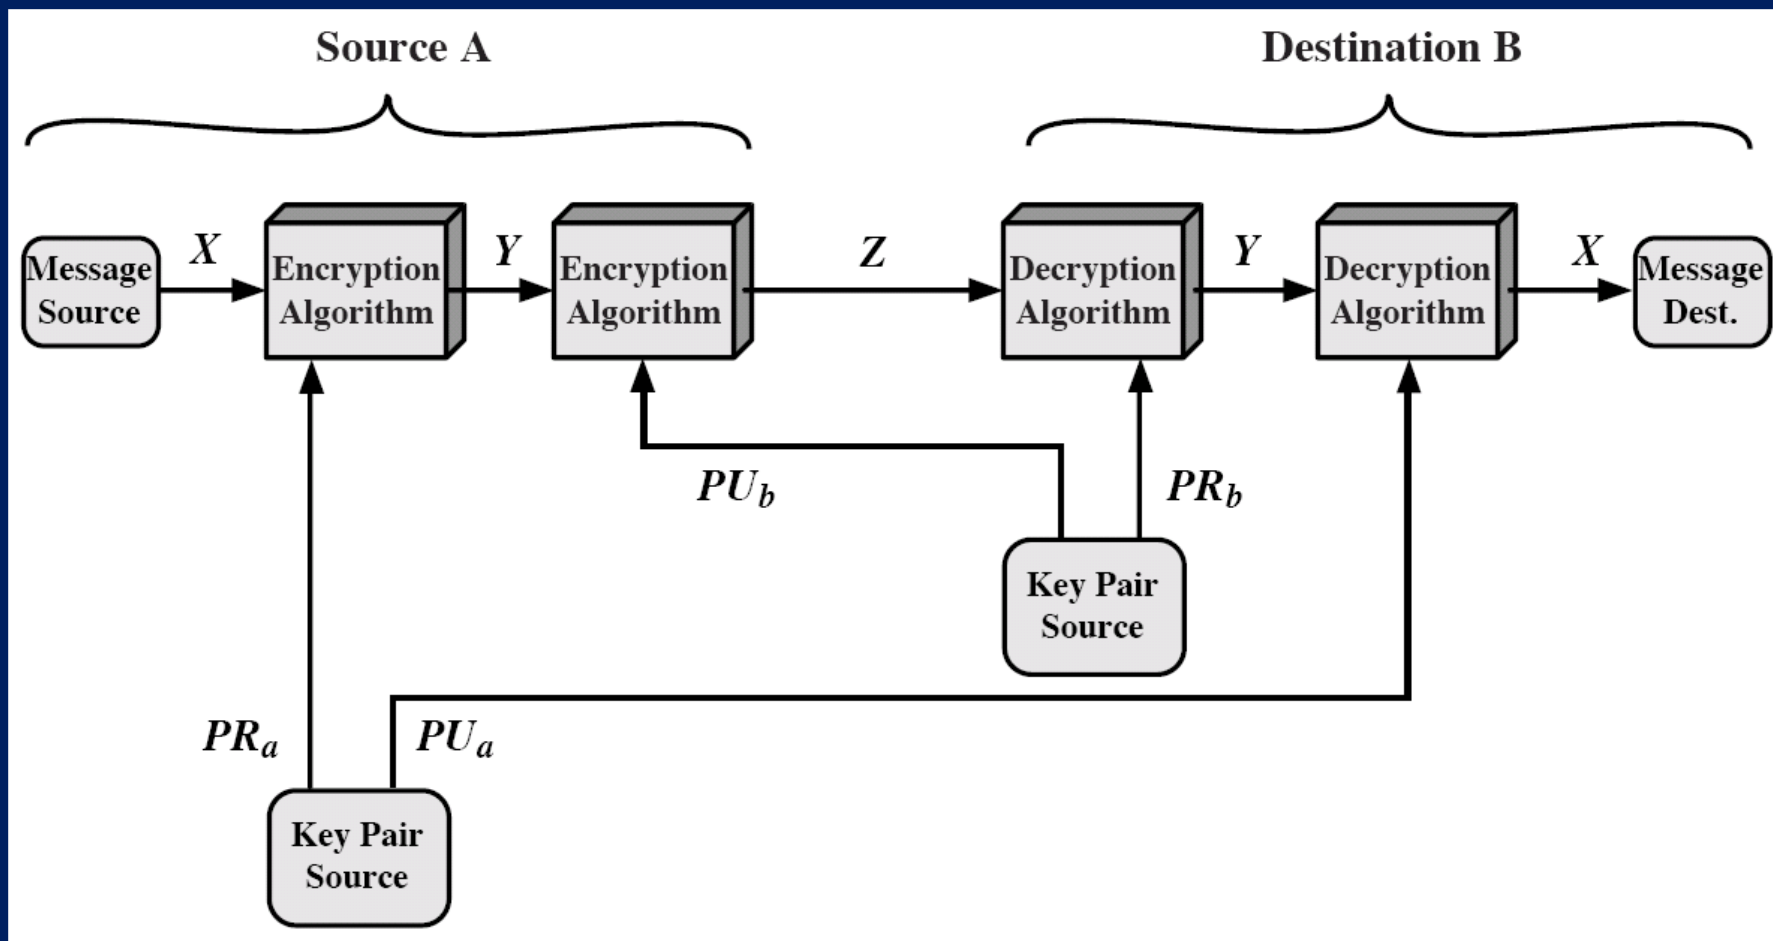 Source A
Destination B
Message
Source
X
Encryption
Algorithm
Y
Encryption
Algorithm
Z
Decryption
Algorithm
Y
Decryption
Algorithm
X
Message
Dest.
PUb
PRb
Key Pair
Source
PRa
PUa
Key Pair
Source